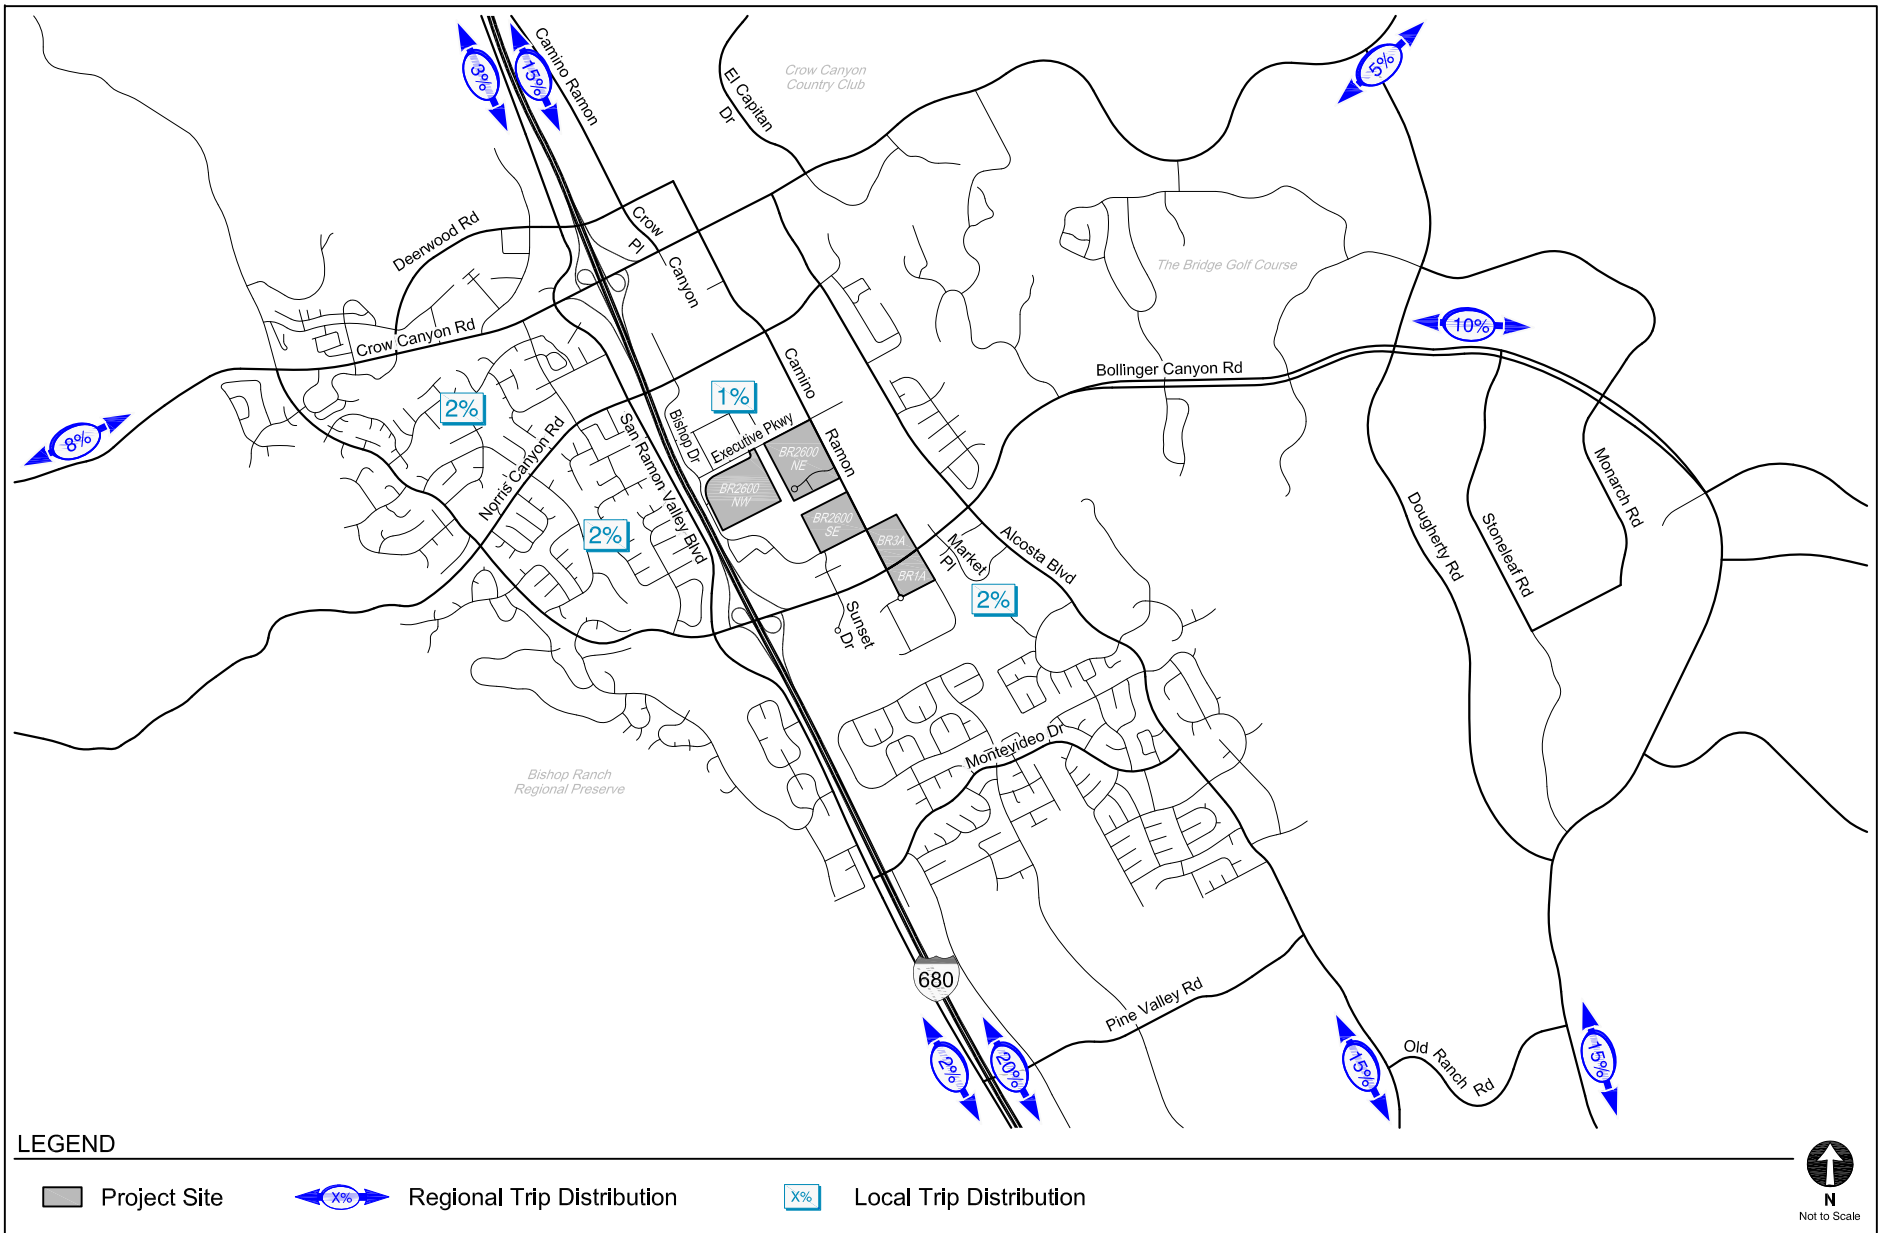 3%
15%
Camino Ramon
El Capitan
Dr
Crow Canyon
Country Club
5%
Deerwood Rd
Crow
Pl
Canyon
The Bridge Golf Course
10%
Crow Canyon Rd
Camino
Ramon
Bollinger Canyon Rd
8%
2%
1%
Norris Canyon Rd
San Ramon Valley Blvd
Bishop Dr
Executive Pkwy
BR2600
NE
BR2600
NW
BR2600
SE
BR3A
BR1A
Monarch Rd
Dougherty Rd
Stoneleaf Rd
2%
Market
Pl
Alcosta Blvd
2%
Sunset
Dr
Montevideo Dr
Bishop Ranch
Regional Preserve
680
Pine Valley Rd
Old Ranch
Rd
2%
20%
15%
15%
LEGEND
Project Site
X%
Regional Trip Distribution
X%
Local Trip Distribution
N
Not to Scale